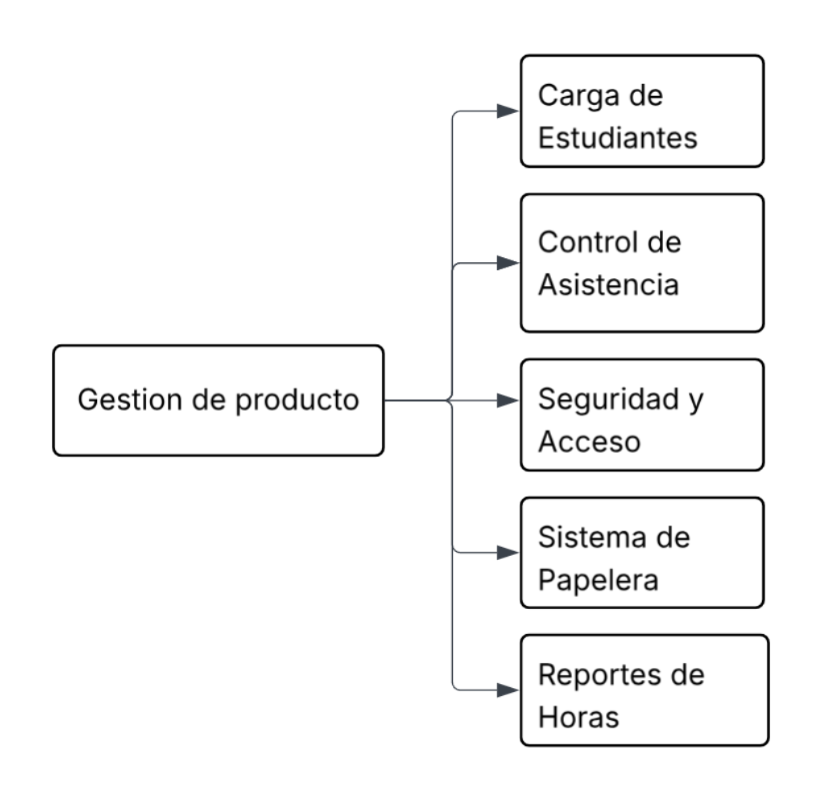 Carga de
Estudiantes
Control de
Asistencia
Gestion de producto
Seguridad y
Acceso
Sistema de
Papelera
Reportes de
Horas